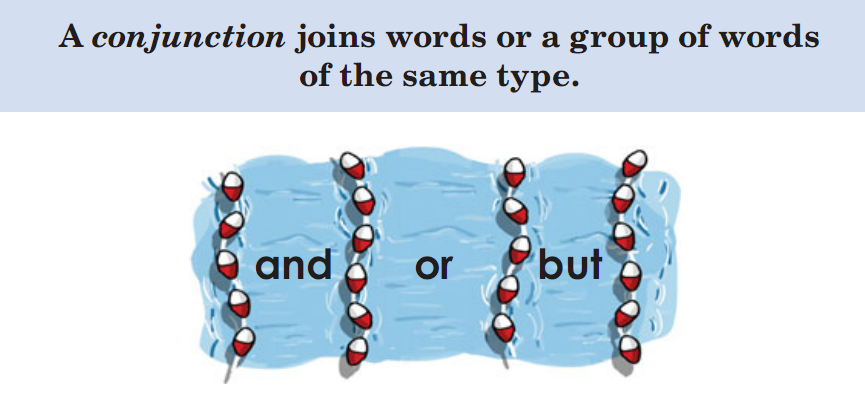 A conjunction joins words or a group of words
of the same type.
and or but